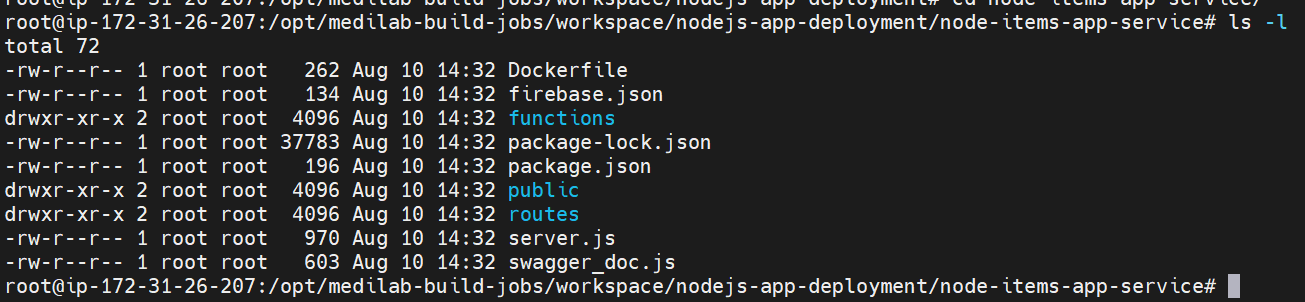 root@ip-172-31-26-207:/opt/medilab-build-jobs/workspace/nodejs-app-deployment# cd node-items-app-service/
root@ip-172-31-26-207:/opt/medilab-build-jobs/workspace/nodejs-app-deployment/node-items-app-service# ls -l
total 72
-rw-r--r-- 1 root root   262 Aug 10 14:32 Dockerfile
-rw-r--r-- 1 root root   134 Aug 10 14:32 firebase.json
drwxr-xr-x 2 root root  4096 Aug 10 14:32 functions
-rw-r--r-- 1 root root 37783 Aug 10 14:32 package-lock.json
-rw-r--r-- 1 root root   196 Aug 10 14:32 package.json
drwxr-xr-x 2 root root  4096 Aug 10 14:32 public
drwxr-xr-x 2 root root  4096 Aug 10 14:32 routes
-rw-r--r-- 1 root root   970 Aug 10 14:32 server.js
-rw-r--r-- 1 root root   603 Aug 10 14:32 swagger_doc.js
root@ip-172-31-26-207:/opt/medilab-build-jobs/workspace/nodejs-app-deployment/node-items-app-service#